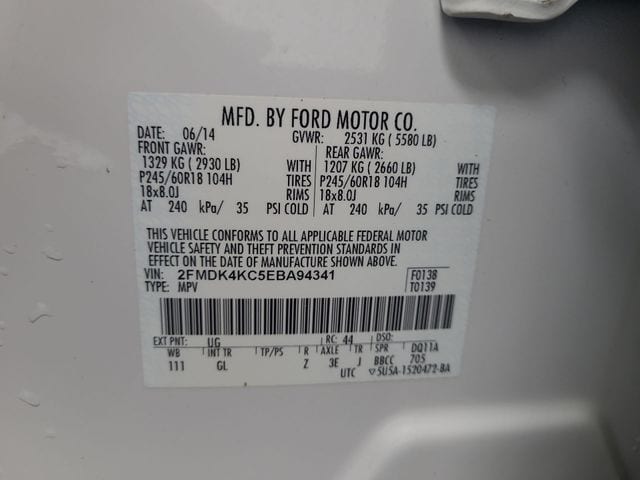 MFD. BY FORD MOTOR CO.
DATE: 06/14 GVWR: 2531 KG ( 5580 LB)
FRONT GAWR: REAR GAWR:
1329 KG ( 2930 LB) WITH 1207 KG ( 2660 LB) WITH
P245/60R18 104H TIRES P245/60R18 104H TIRES
18x8.0J RIMS 18x8.0J RIMS
AT 240 kPa/ 35 PSI COLD AT 240 kPa/ 35 PSI COLD
THIS VEHICLE CONFORMS TO ALL APPLICABLE FEDERAL MOTOR
VEHICLE SAFETY AND THEFT PREVENTION STANDARDS IN
EFFECT ON THE DATE OF MANUFACTURE SHOWN ABOVE.
VIN: 2FMDK4KC5EBA94341 F0138
TYPE: MPV T0139
EXT PNT: UG RC: 44 DSO:
WB INT TR TP/PS R AXLE TR SPR DQ11A
111 GL Z 3E J BBCC 705
UTC 5U5A-1520472-BA